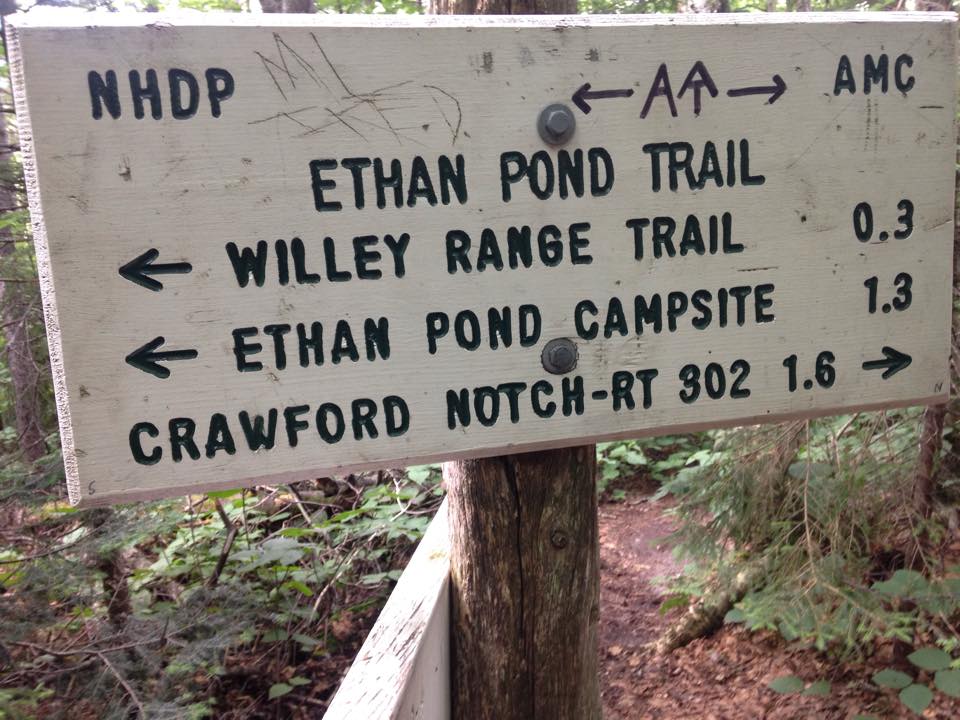 NHDP ← AT → AMC
ETHAN POND TRAIL
← WILLEY RANGE TRAIL 0.3
← ETHAN POND CAMPSITE 1.3
CRAWFORD NOTCH-RT 302 1.6 →
S N